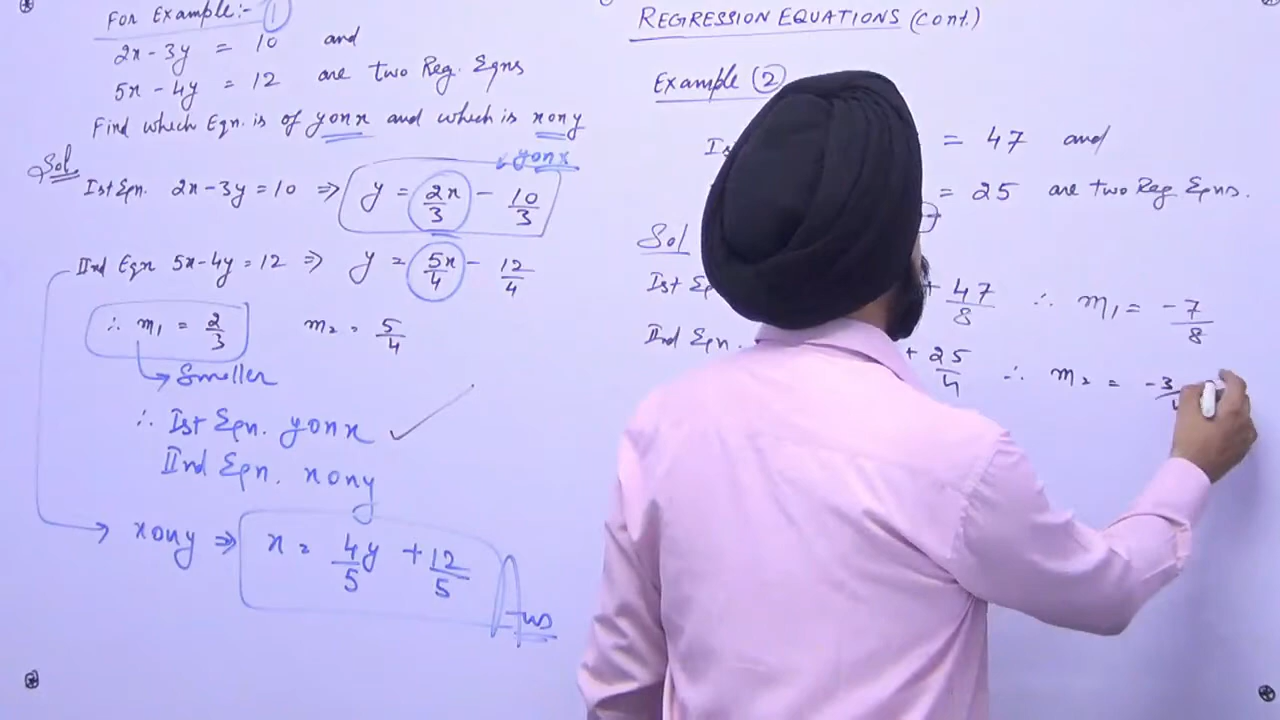 For Example:- 1
2x - 3y = 10 and
5x - 4y = 12 are two Reg. Eqns
Find which Eqn. is of y on x and which is x on y
Sol
y on x
Ist Eqn. 2x - 3y = 10 ⇒ y = 2x/3 - 10/3
IInd Eqn 5x - 4y = 12 ⇒ y = 5x/4 - 12/4
∴ m1 = 2/3 m2 = 5/4
Smaller
∴ Ist Eqn. y on x
IInd Eqn. x on y
x on y ⇒ x = 4/5 y + 12/5
Ans
REGRESSION EQUATIONS (Cont.)
Example 2
= 47 and
= 25 are two Reg Eqns.
Sol
Ist + 47/8 ∴ m1 = -7/8
IInd Eqn. + 25/4 ∴ m2 = -3/